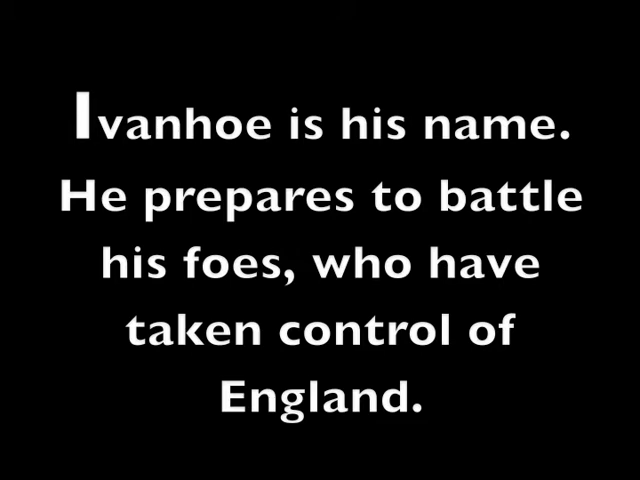 Ivanhoe is his name.
He prepares to battle
his foes, who have
taken control of
England.